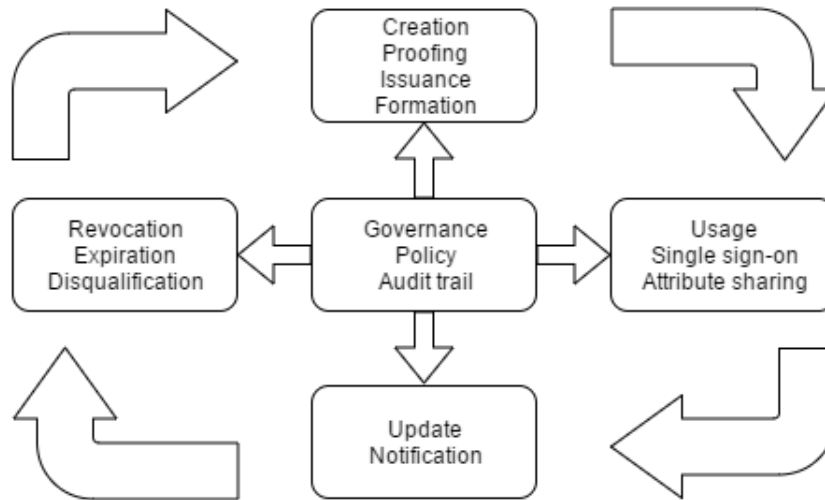 Creation
Proofing
Issuance
Formation
Revocation
Expiration
Disqualification
Governance
Policy
Audit trail
Usage
Single sign-on
Attribute sharing
Update
Notification